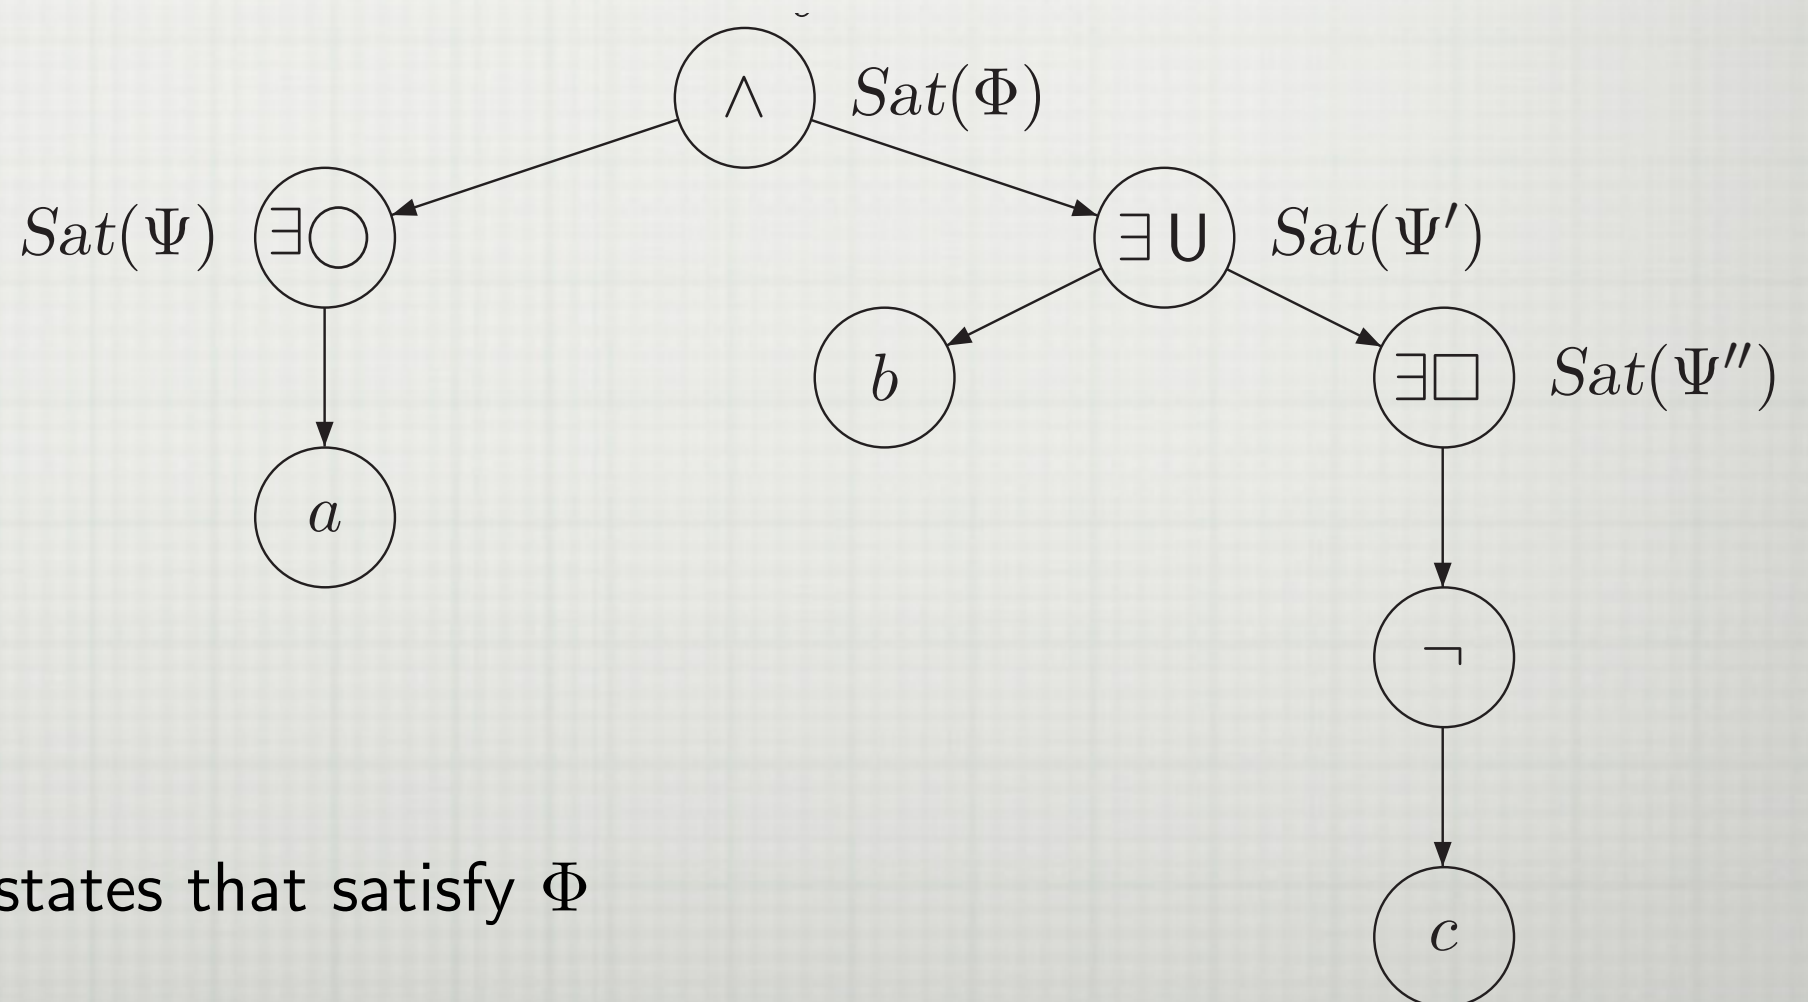 ∧ Sat(Φ)
Sat(Ψ) ∃○ ∃ U Sat(Ψ′)
b ∃□ Sat(Ψ″)
a
¬
states that satisfy Φ
c